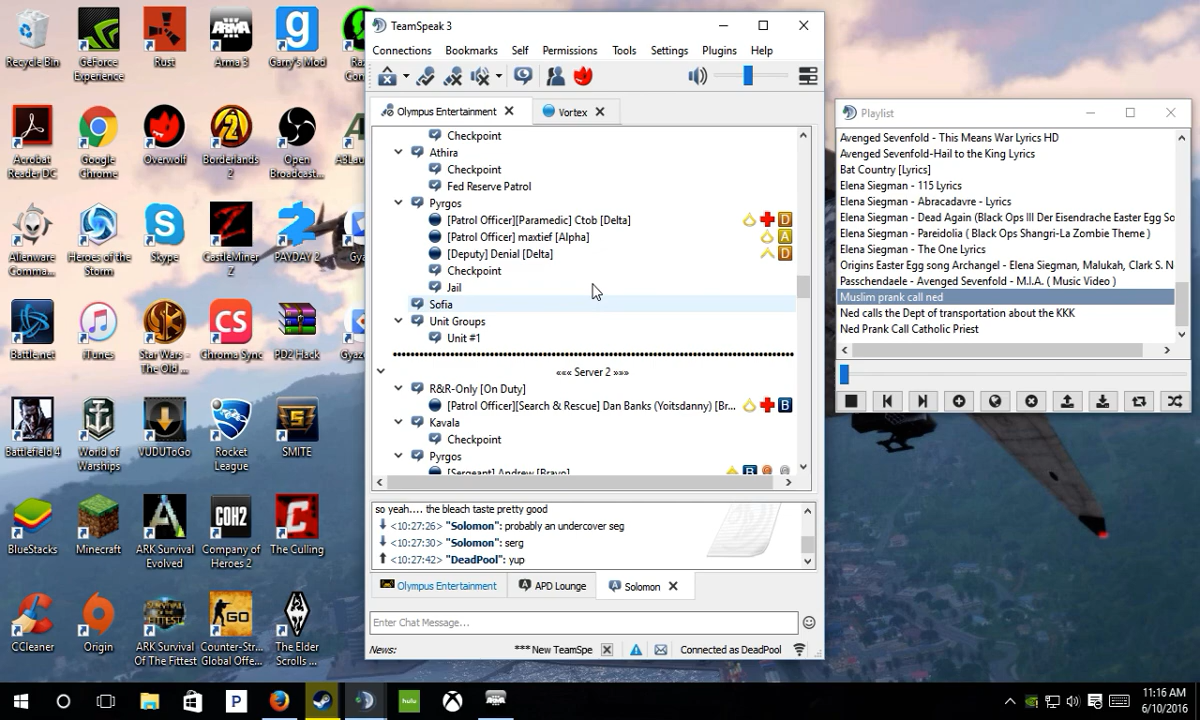 Recycle Bin
GeForce Experience
Rust
Arma 3
Garry's Mod
Acrobat Reader DC
Google Chrome
Overwolf
Borderlands 2
Open Broadcast...
Alienware Comma...
Heroes of the Storm
Skype
CastleMiner Z
PAYDAY 2
Battle.net
iTunes
Star Wars - The Old ...
Chroma Sync
PD2 Hack
Battlefield 4
World of Warships
VUDUToGo
Rocket League
SMITE
BlueStacks
Minecraft
ARK Survival Evolved
Company of Heroes 2
The Culling
CCleaner
Origin
ARK Survival Of The Fittest
Counter-Str... Global Offe...
The Elder Scrolls ...
TeamSpeak 3
Connections Bookmarks Self Permissions Tools Settings Plugins Help
Olympus Entertainment
Vortex
Checkpoint
Athira
Checkpoint
Fed Reserve Patrol
Pyrgos
[Patrol Officer][Paramedic] Ctob [Delta]
[Patrol Officer] maxtief [Alpha]
[Deputy] Denial [Delta]
Checkpoint
Jail
Sofia
Unit Groups
Unit #1
««« Server 2 »»»
R&R-Only [On Duty]
[Patrol Officer][Search & Rescue] Dan Banks (Yoitsdanny) [Br...
Kavala
Checkpoint
Pyrgos
[Sergeant] Andrew [Bravo]
so yeah.... the bleach taste pretty good
<10:27:26> "Solomon": probably an undercover seg
<10:27:30> "Solomon": serg
<10:27:42> "DeadPool": yup
Olympus Entertainment
APD Lounge
Solomon
Enter Chat Message...
News:
*** New TeamSpe
Connected as DeadPool
Playlist
Avenged Sevenfold - This Means War Lyrics HD
Avenged Sevenfold-Hail to the King Lyrics
Bat Country [Lyrics]
Elena Siegman - 115 Lyrics
Elena Siegman - Abracadavre - Lyrics
Elena Siegman - Dead Again (Black Ops III Der Eisendrache Easter Egg So
Elena Siegman - Pareidolia ( Black Ops Shangri-La Zombie Theme )
Elena Siegman - The One Lyrics
Origins Easter Egg song Archangel - Elena Siegman, Malukah, Clark S. N
Passchendaele - Avenged Sevenfold - M.I.A. ( Music Video )
Muslim prank call ned
Ned calls the Dept of transportation about the KKK
Ned Prank Call Catholic Priest
hulu
11:16 AM
6/10/2016